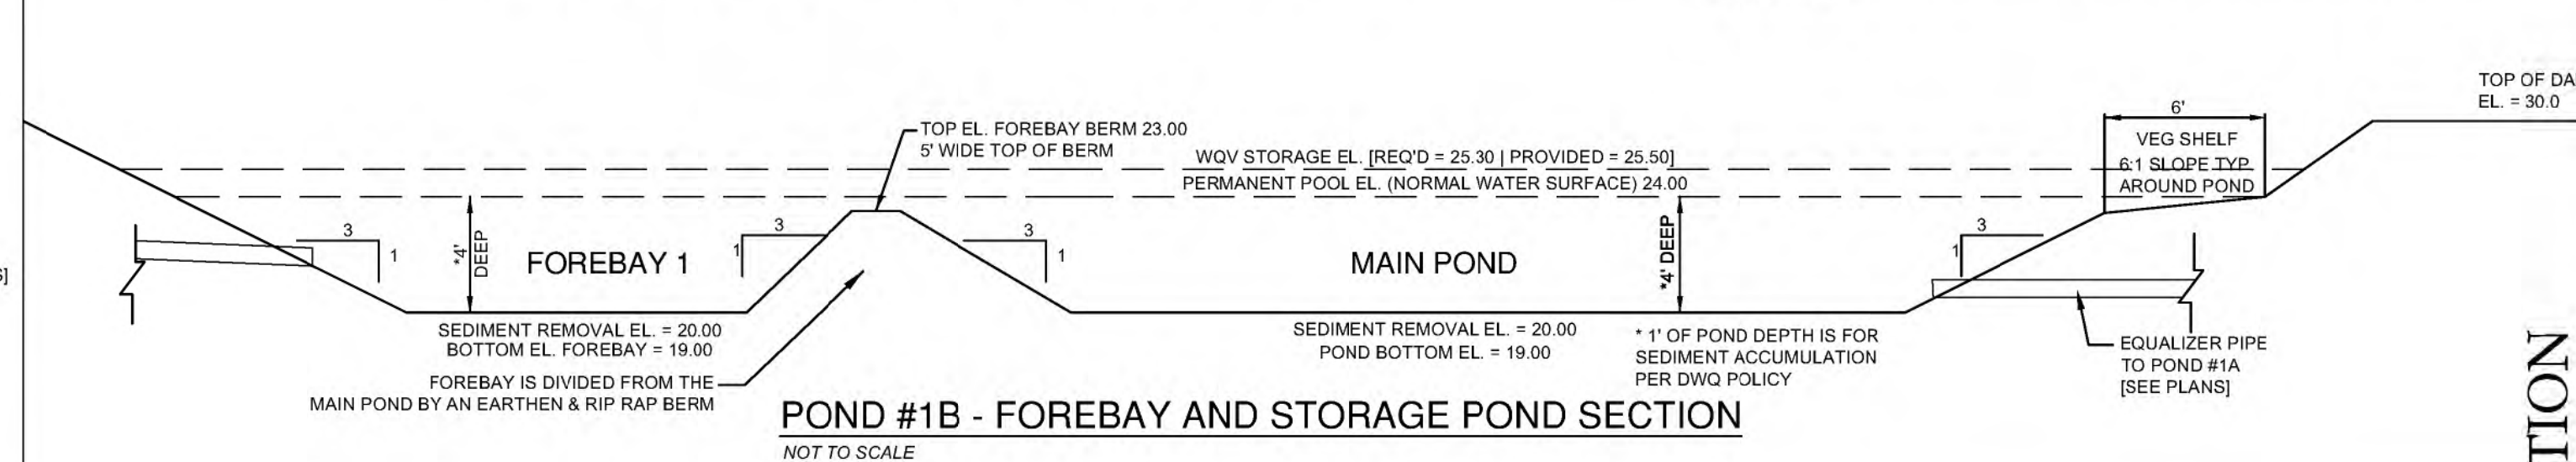 TOP OF DA
EL. = 30.0
6'
VEG SHELF
6:1 SLOPE TYP
AROUND POND
TOP EL. FOREBAY BERM 23.00
5' WIDE TOP OF BERM
WQV STORAGE EL. [REQ'D = 25.30 | PROVIDED = 25.50]
PERMANENT POOL EL. (NORMAL WATER SURFACE) 24.00
3
1
*4'
DEEP
FOREBAY 1
3
1
3
1
MAIN POND
*4' DEEP
3
1
SEDIMENT REMOVAL EL. = 20.00
BOTTOM EL. FOREBAY = 19.00
FOREBAY IS DIVIDED FROM THE
MAIN POND BY AN EARTHEN & RIP RAP BERM
SEDIMENT REMOVAL EL. = 20.00
POND BOTTOM EL. = 19.00
* 1' OF POND DEPTH IS FOR
SEDIMENT ACCUMULATION
PER DWQ POLICY
EQUALIZER PIPE
TO POND #1A
[SEE PLANS]
POND #1B - FOREBAY AND STORAGE POND SECTION
NOT TO SCALE
TION